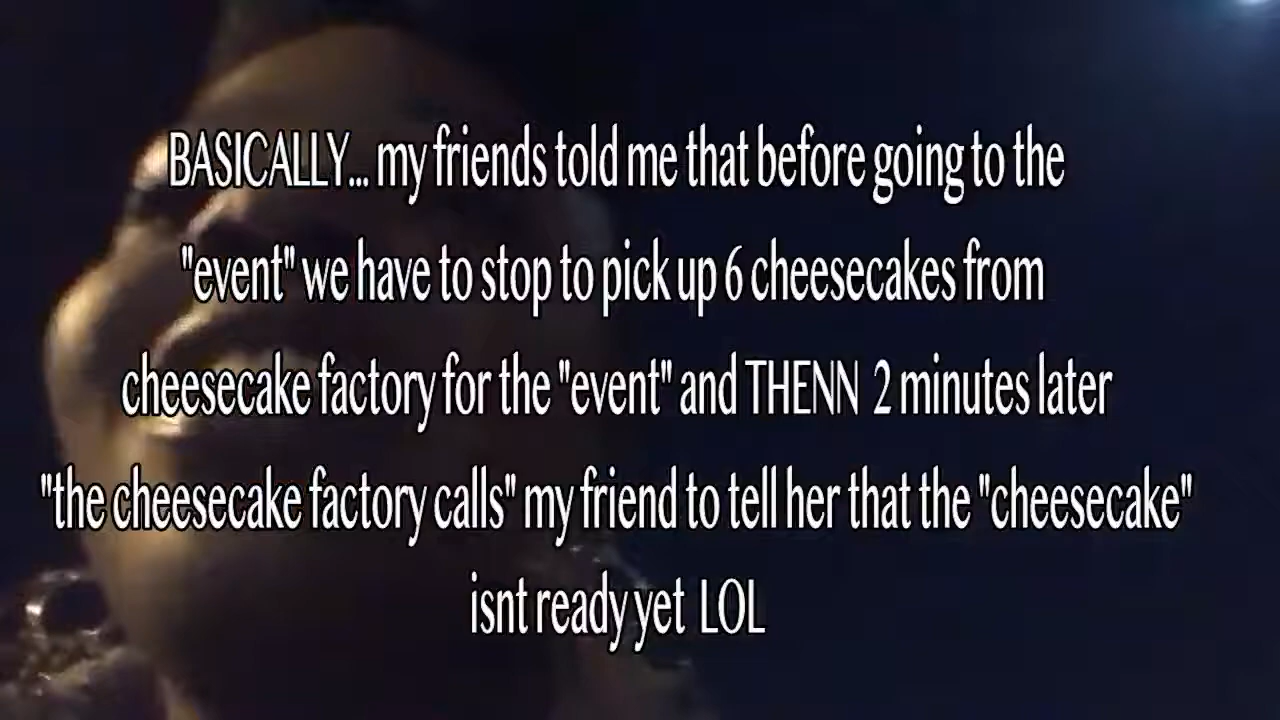 BASICALLY... my friends told me that before going to the
"event" we have to stop to pick up 6 cheesecakes from
cheesecake factory for the "event" and THENN 2 minutes later
"the cheesecake factory calls" my friend to tell her that the "cheesecake"
isnt ready yet LOL